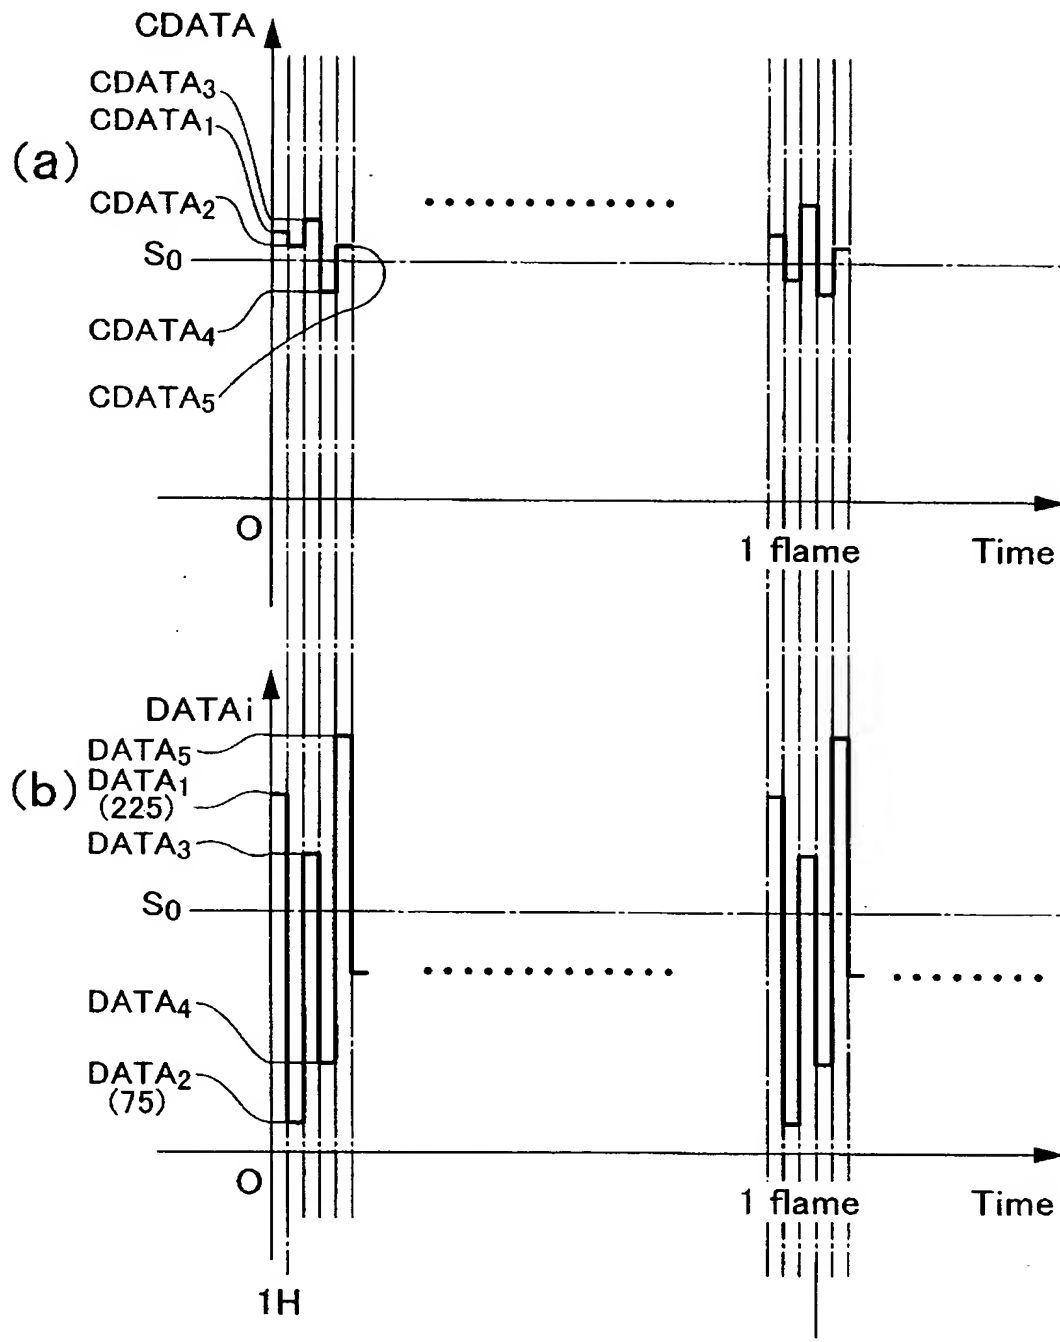 CDATA
CDATA3
CDATA1
(a)
CDATA2
S0
CDATA4
CDATA5
O
1 flame
Time
DATAi
DATA5
DATA1
(b)
(225)
DATA3
S0
DATA4
DATA2
(75)
O
1 flame
Time
1H